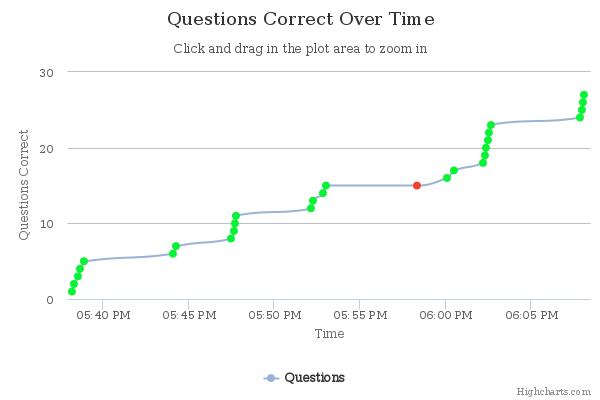 Questions Correct Over Time
Click and drag in the plot area to zoom in
Questions Correct
30
20
10
0
05:40 PM 05:45 PM 05:50 PM 05:55 PM 06:00 PM 06:05 PM
Time
Questions
Highcharts.com